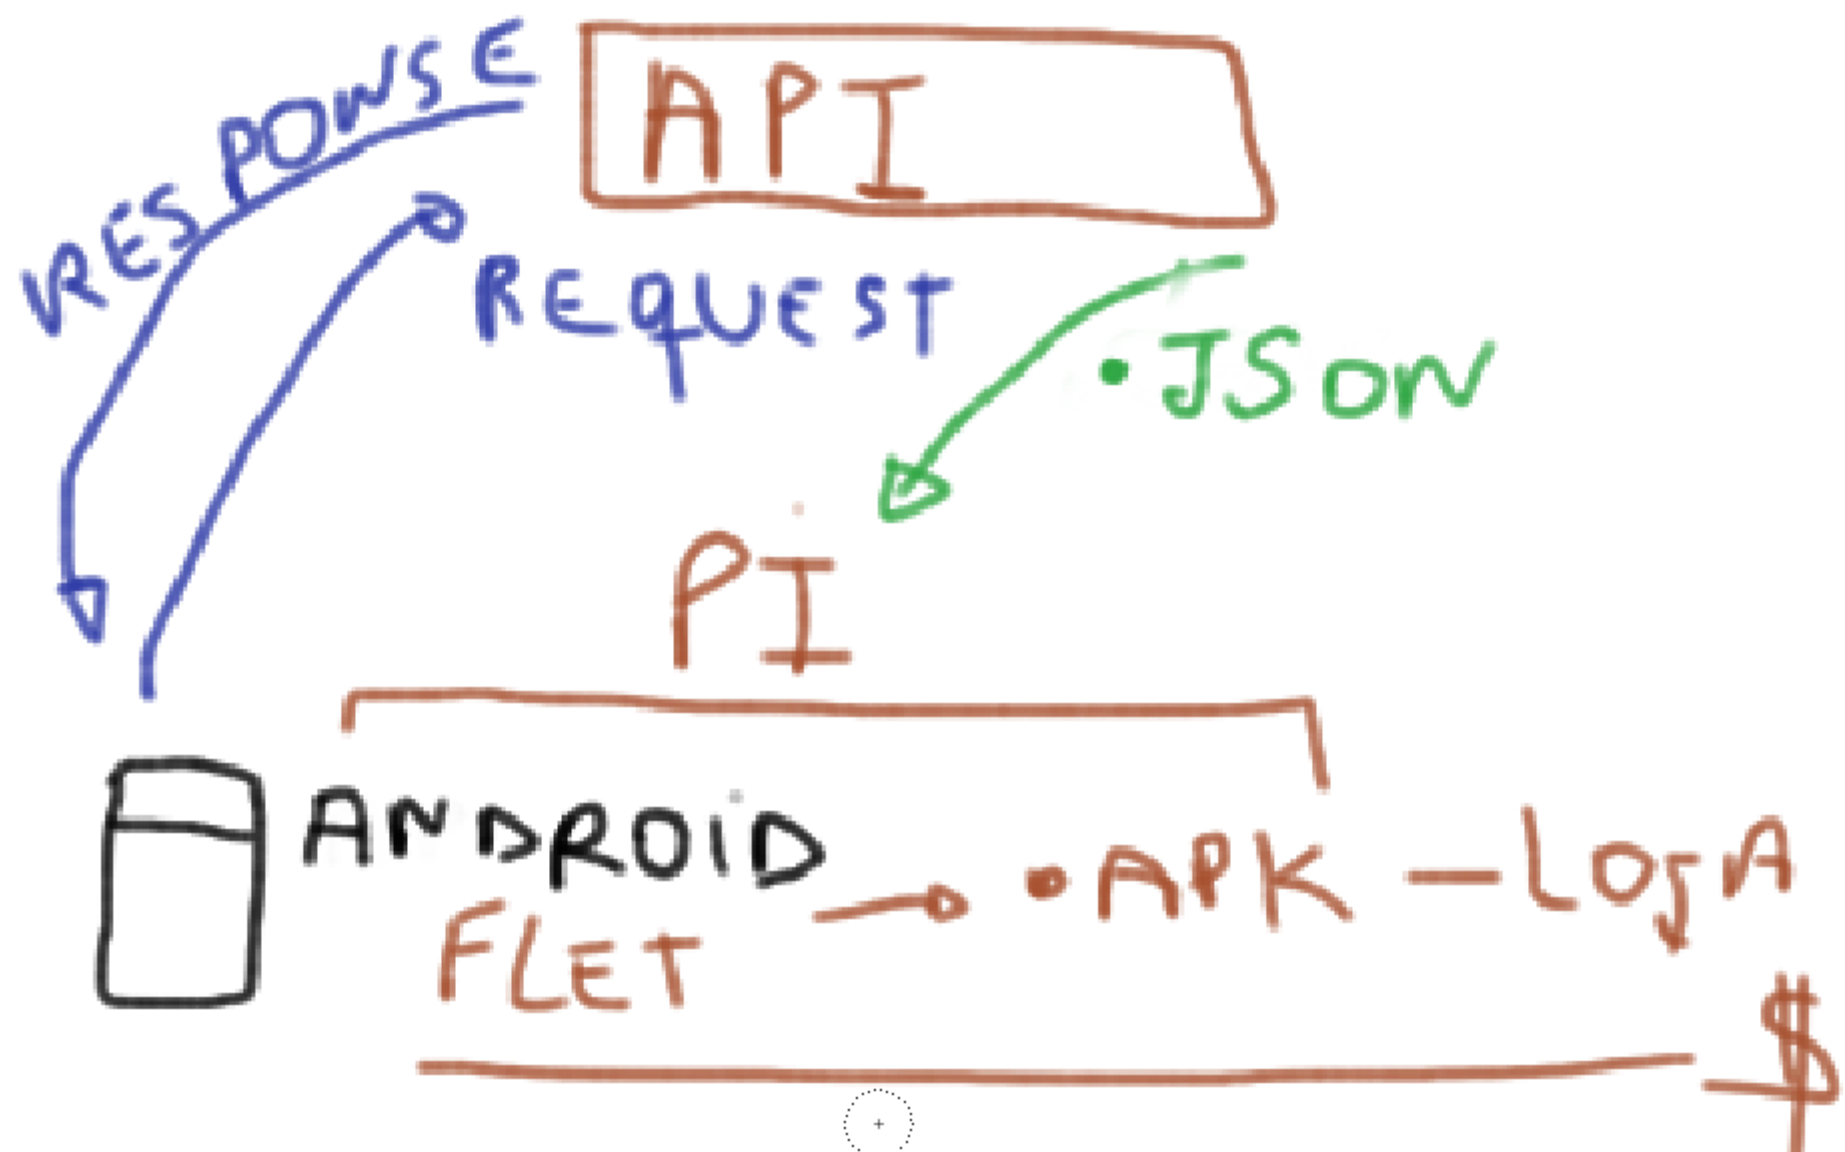 RESPONSE
API
REQUEST
•JSON
PI
ANDROID
FLET → •APK — LOJA
$